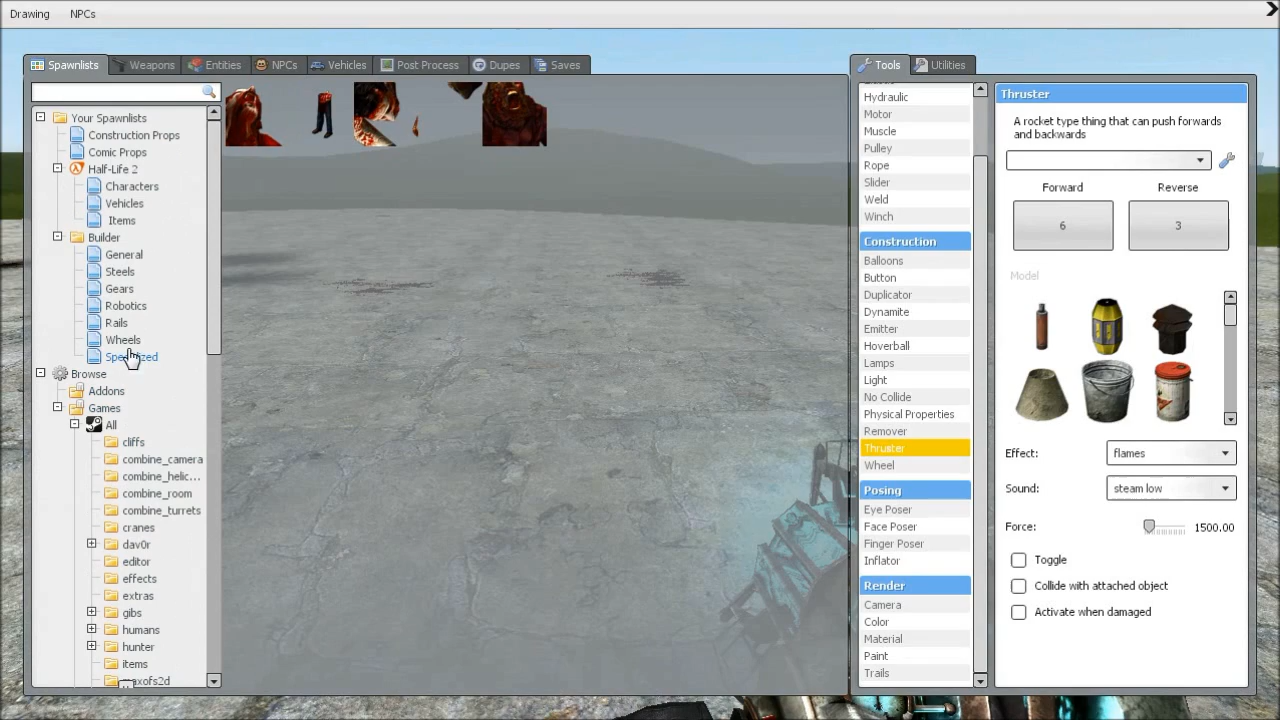 Drawing NPCs
Spawnlists Weapons Entities NPCs Vehicles Post Process Dupes Saves
Your Spawnlists
Construction Props
Comic Props
Half-Life 2
Characters
Vehicles
Items
Builder
General
Steels
Gears
Robotics
Rails
Wheels
Browse
Addons
Games
All
cliffs
combine_camera
combine_helic...
combine_room
combine_turrets
cranes
dav0r
editor
effects
extras
gibs
humans
hunter
items
Tools Utilities
Hydraulic
Motor
Muscle
Pulley
Rope
Slider
Weld
Winch
Construction
Balloons
Button
Duplicator
Dynamite
Emitter
Hoverball
Lamps
Light
No Collide
Physical Properties
Remover
Thruster
Wheel
Posing
Eye Poser
Face Poser
Finger Poser
Inflator
Render
Camera
Color
Material
Paint
Trails
Thruster
A rocket type thing that can push forwards
and backwards
Forward Reverse
6 3
Model
Effect: flames
Sound: steam low
Force: 1500.00
Toggle
Collide with attached object
Activate when damaged